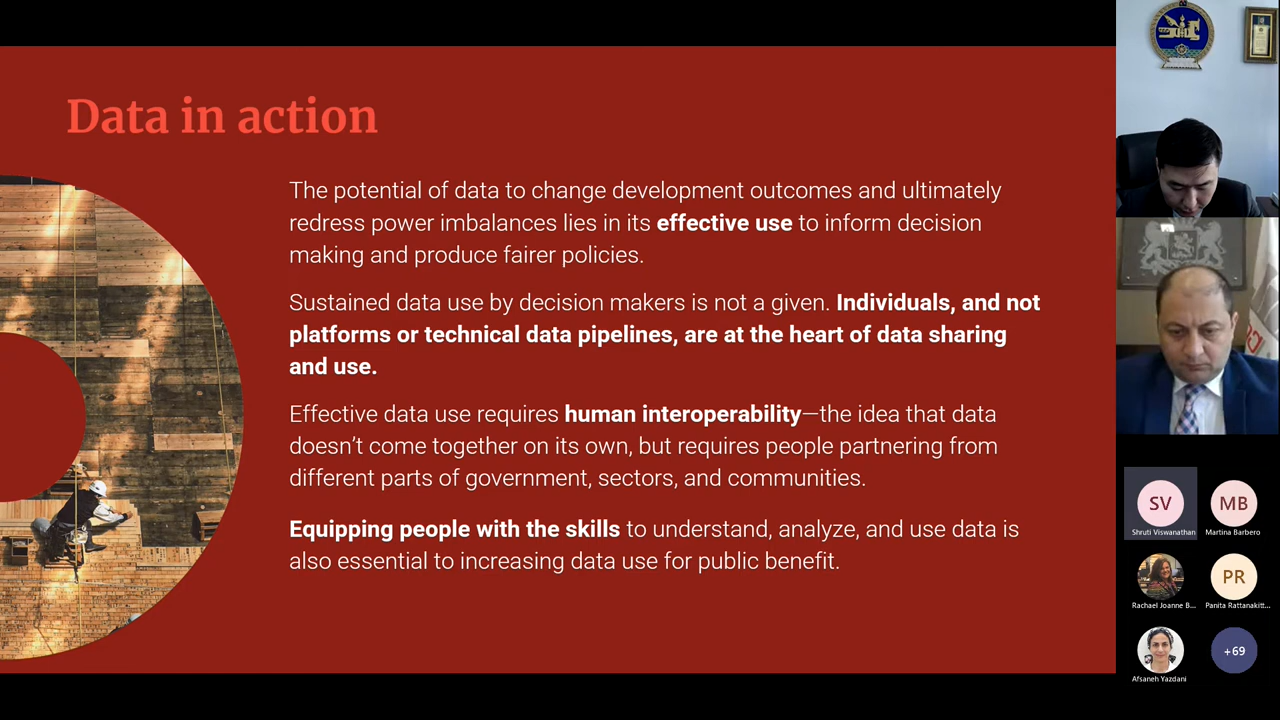 Data in action
The potential of data to change development outcomes and ultimately
redress power imbalances lies in its effective use to inform decision
making and produce fairer policies.
Sustained data use by decision makers is not a given. Individuals, and not
platforms or technical data pipelines, are at the heart of data sharing
and use.
Effective data use requires human interoperability—the idea that data
doesn’t come together on its own, but requires people partnering from
different parts of government, sectors, and communities.
Equipping people with the skills to understand, analyze, and use data is
also essential to increasing data use for public benefit.
SV
Shruti Viswanathan
MB
Martina Barbero
Rachael Joanne B...
PR
Panita Rattanakitt...
Afsaneh Yazdani
+69